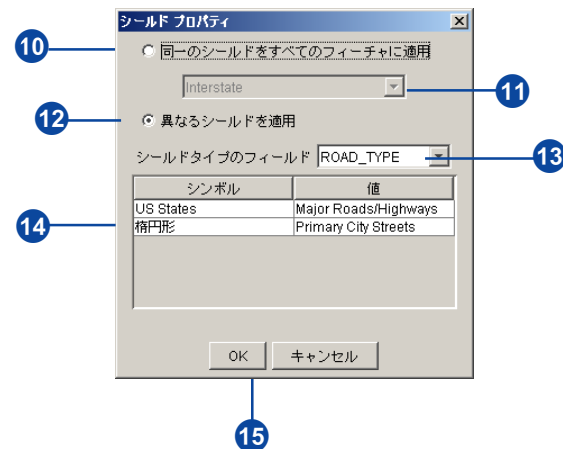 シールド プロパティ
10
同一のシールドをすべてのフィーチャに適用
Interstate
11
12
異なるシールドを適用
シールドタイプのフィールド ROAD_TYPE
13
シンボル 値
14
US States Major Roads/Highways
楕円形 Primary City Streets
OK キャンセル
15